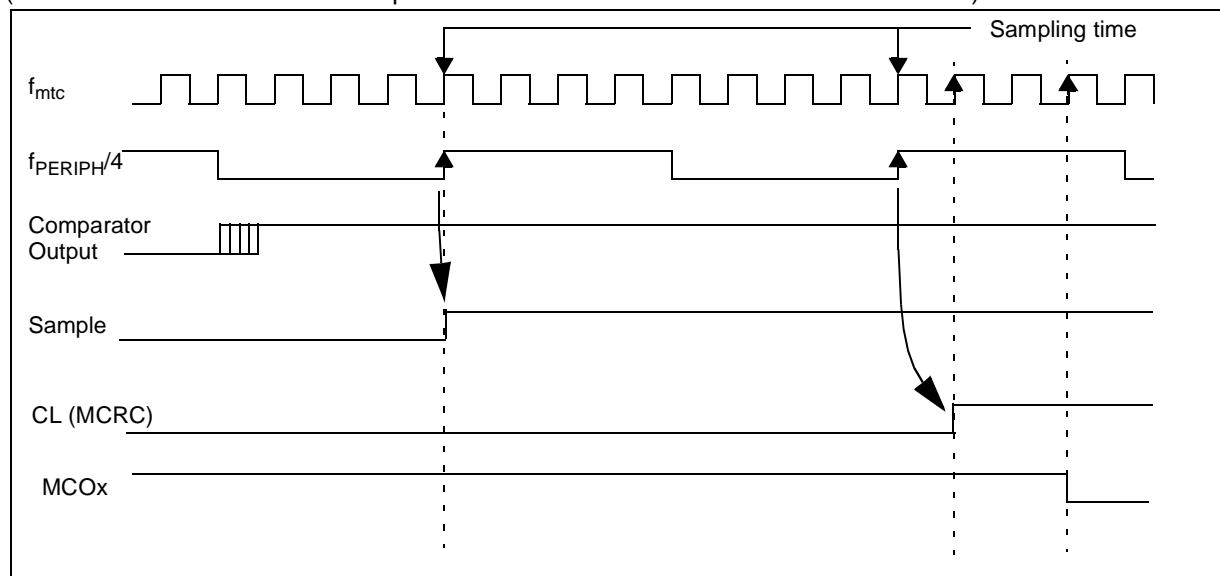 Sampling time
fmtc
fPERIPH/4
Comparator
Output
Sample
CL (MCRC)
MCOx